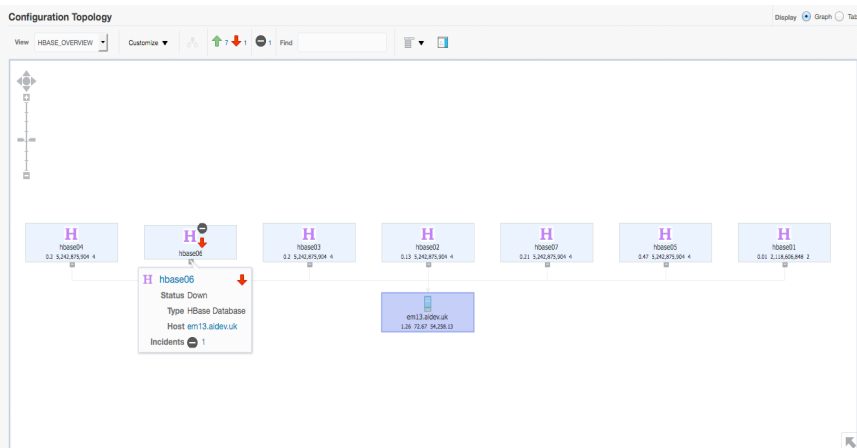 Configuration Topology
Display Graph Tab
View HBASE_OVERVIEW Customize 7 1 1 Find
H H H H H H H
hbase04 hbase06 hbase03 hbase02 hbase07 hbase05 hbase01
0.2 5,242,875,904 4 0.2 5,242,875,904 4 0.13 5,242,875,904 4 0.21 5,242,875,904 4 0.47 5,242,875,904 4 0.01 2,118,606,848 2
H hbase06
Status Down
Type HBase Database
Host em13.aidev.uk
Incidents 1
em13.aidev.uk
1.26 72.67 34,258.13